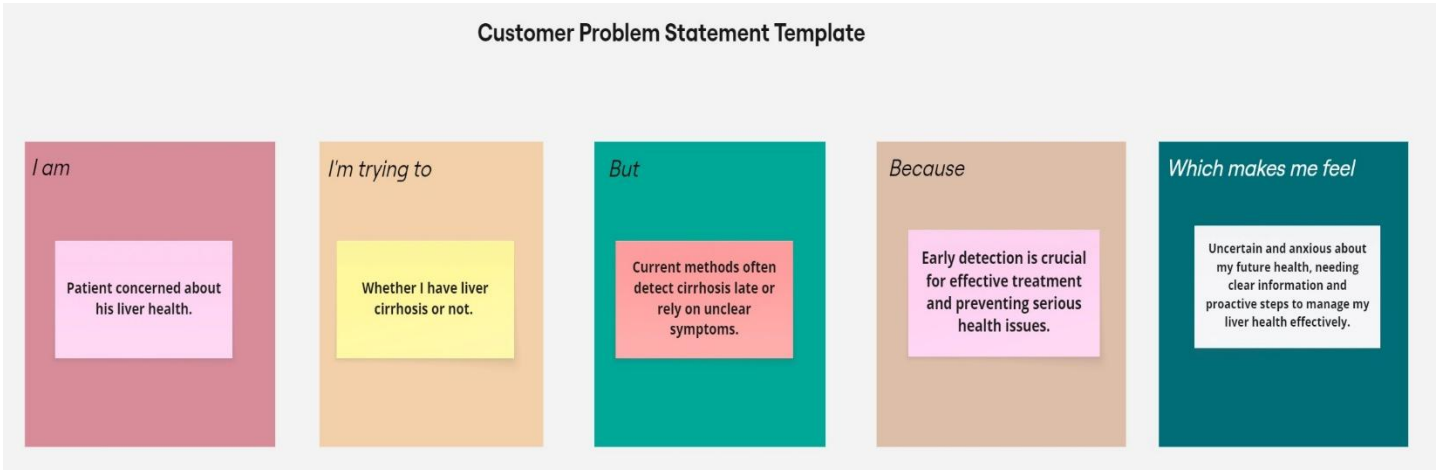 Customer Problem Statement Template
I am
Patient concerned about
his liver health.
I'm trying to
Whether I have liver
cirrhosis or not.
But
Current methods often
detect cirrhosis late or
rely on unclear
symptoms.
Because
Early detection is crucial
for effective treatment
and preventing serious
health issues.
Which makes me feel
Uncertain and anxious about
my future health, needing
clear information and
proactive steps to manage my
liver health effectively.